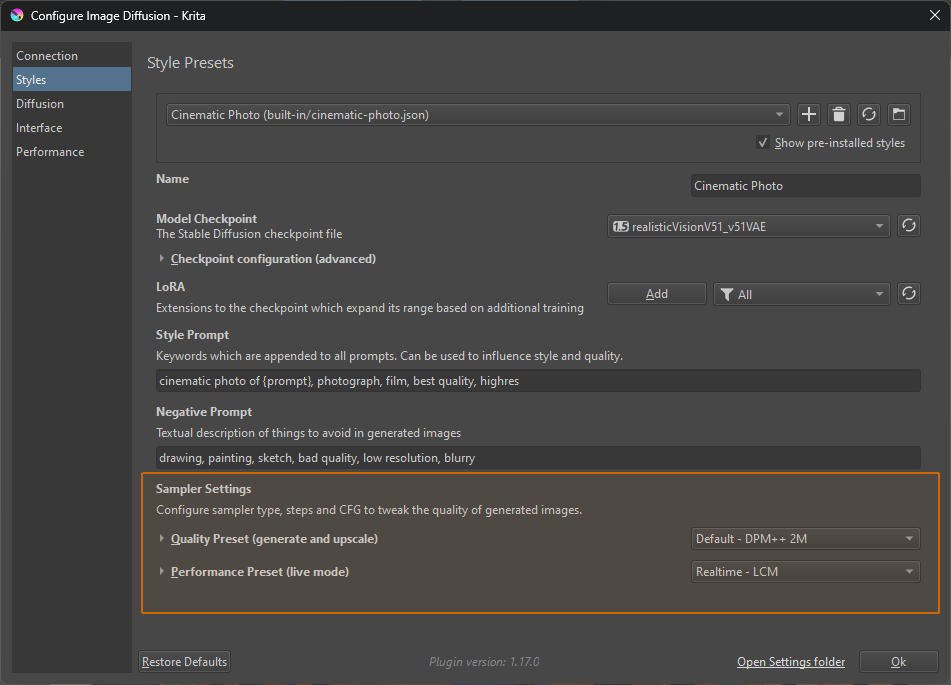 Configure Image Diffusion - Krita
Connection
Styles
Diffusion
Interface
Performance
Style Presets
Cinematic Photo (built-in/cinematic-photo.json)
Show pre-installed styles
Name
Cinematic Photo
Model Checkpoint
The Stable Diffusion checkpoint file
1.5 realisticVisionV51_v51VAE
Checkpoint configuration (advanced)
LoRA
Extensions to the checkpoint which expand its range based on additional training
Add
All
Style Prompt
Keywords which are appended to all prompts. Can be used to influence style and quality.
cinematic photo of {prompt}, photograph, film, best quality, highres
Negative Prompt
Textual description of things to avoid in generated images
drawing, painting, sketch, bad quality, low resolution, blurry
Sampler Settings
Configure sampler type, steps and CFG to tweak the quality of generated images.
Quality Preset (generate and upscale)
Default - DPM++ 2M
Performance Preset (live mode)
Realtime - LCM
Restore Defaults
Plugin version: 1.17.0
Open Settings folder
Ok